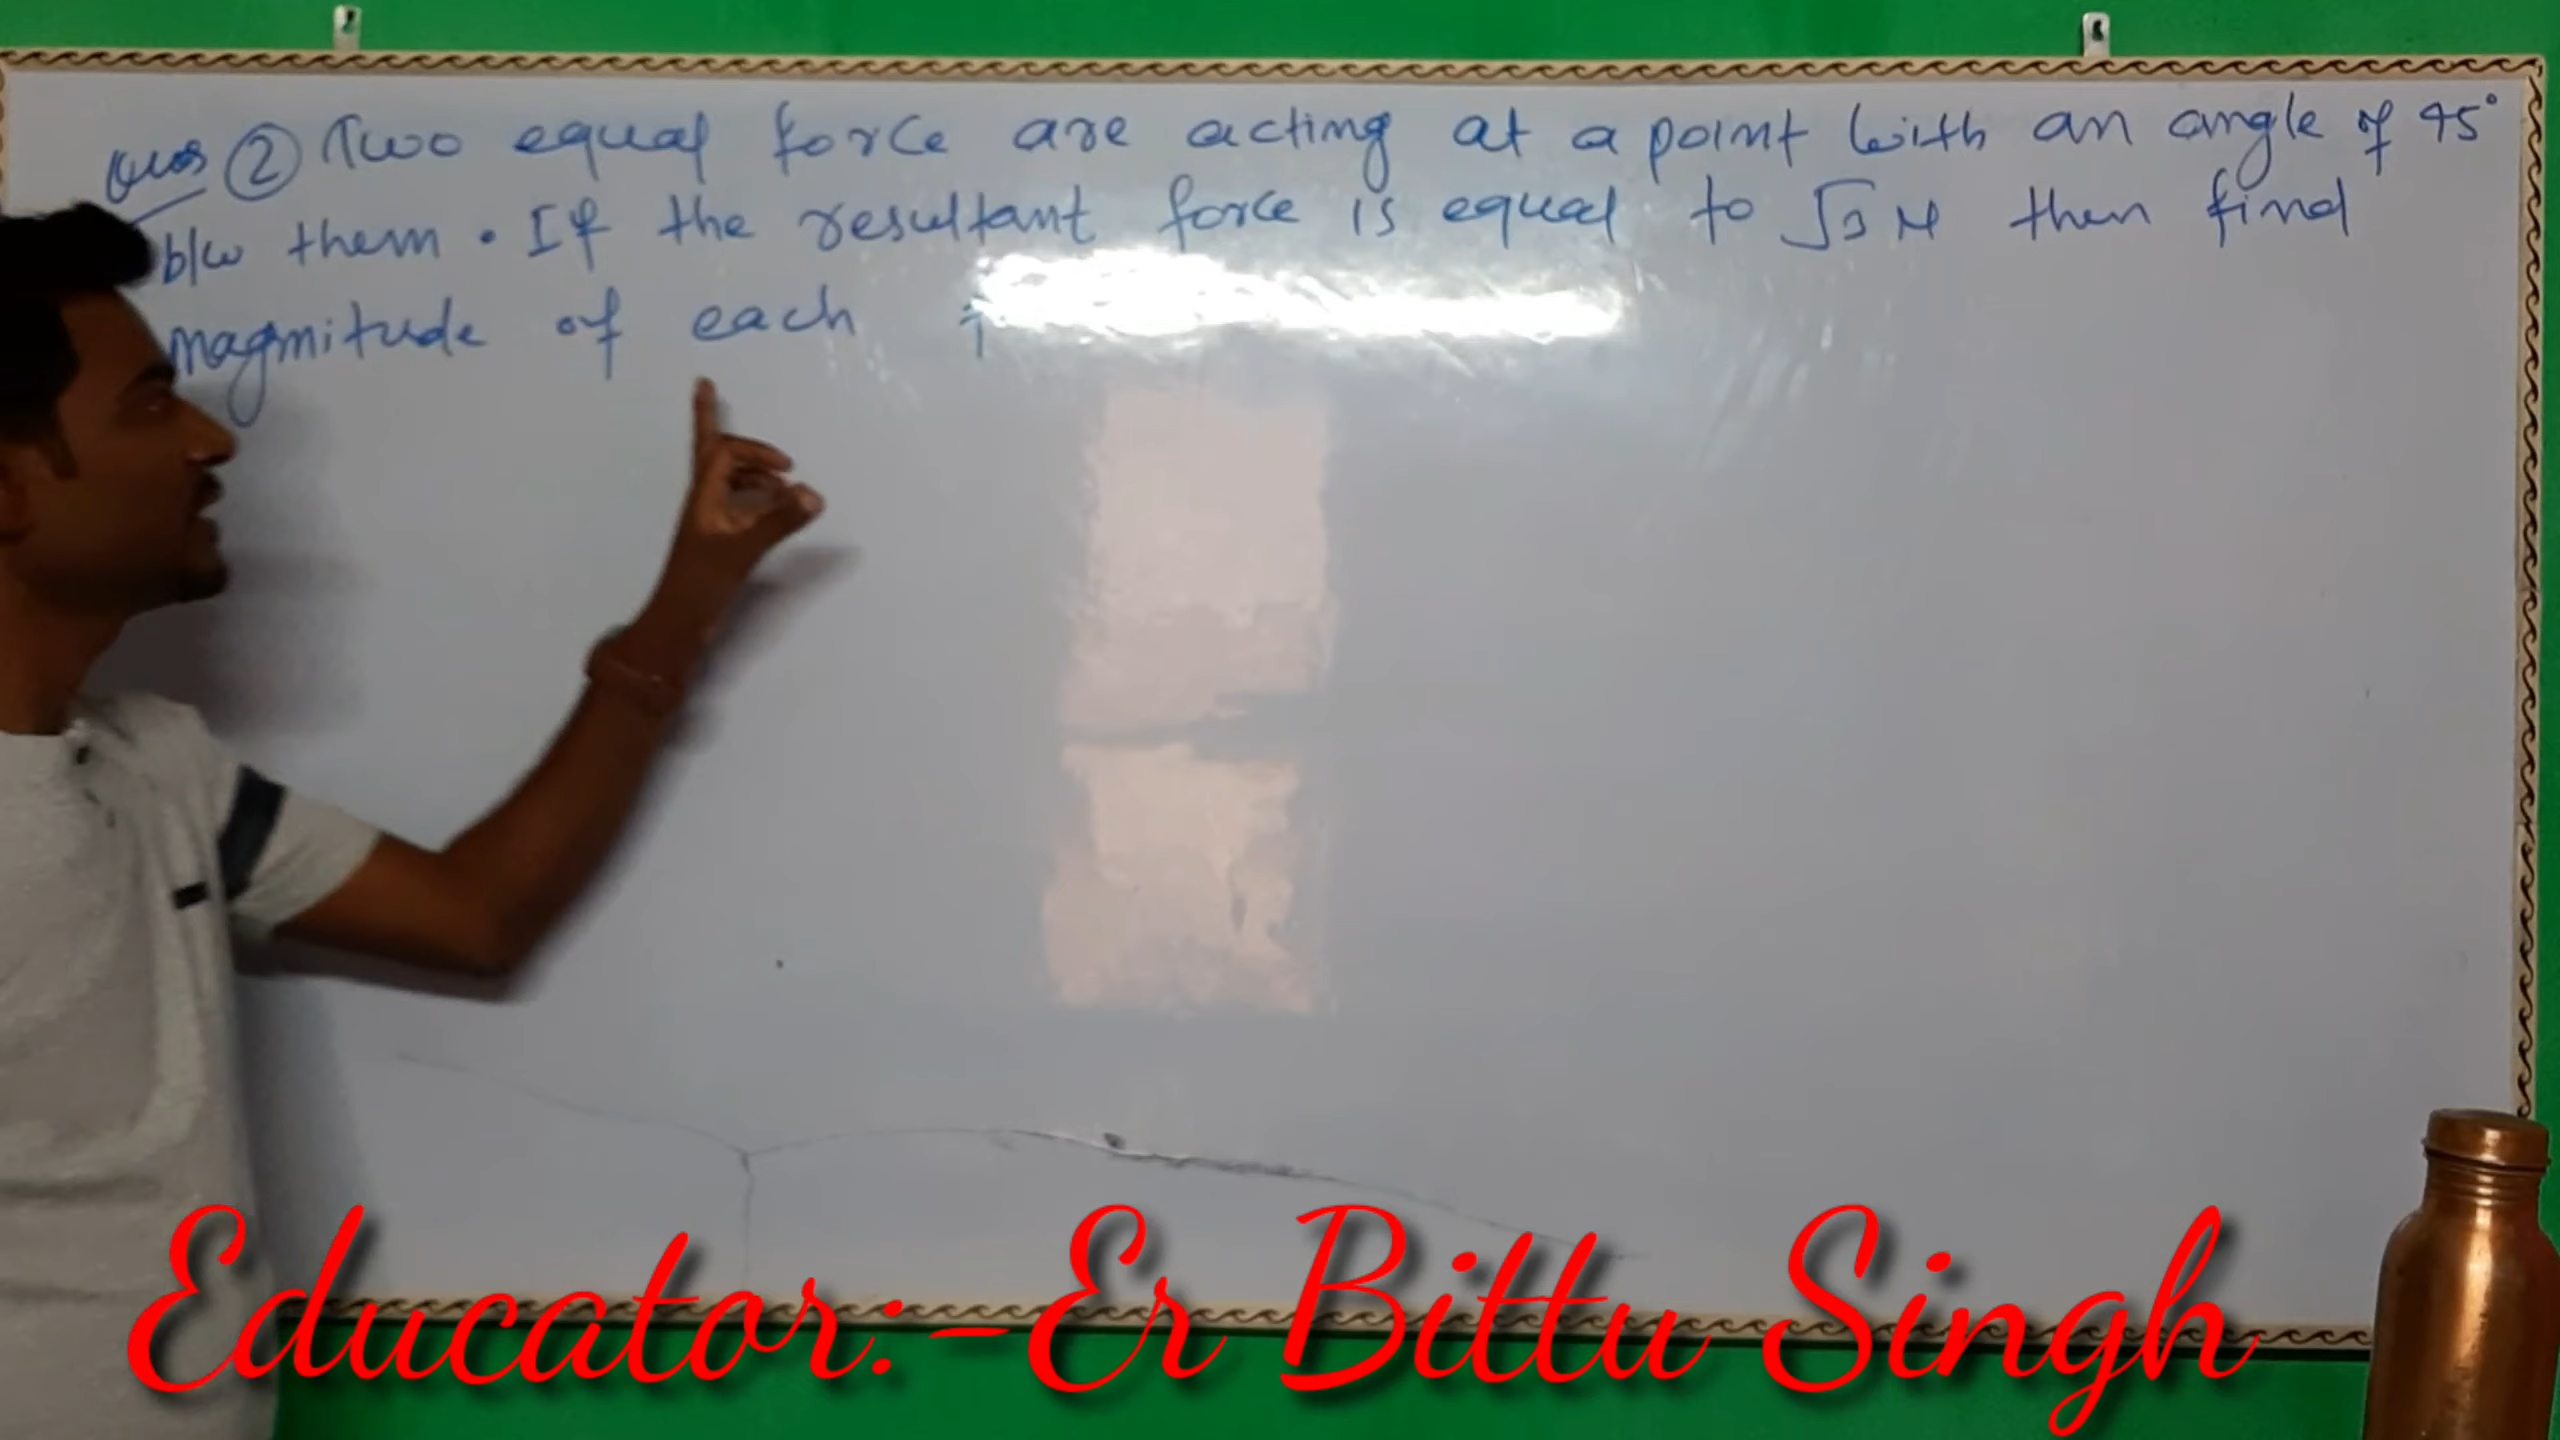 Ques ② Two equal force are acting at a point with an angle of 45°
b/w them. If the resultant force is equal to √3 N then find
magnitude of each
Educator:-Er Bittu Singh